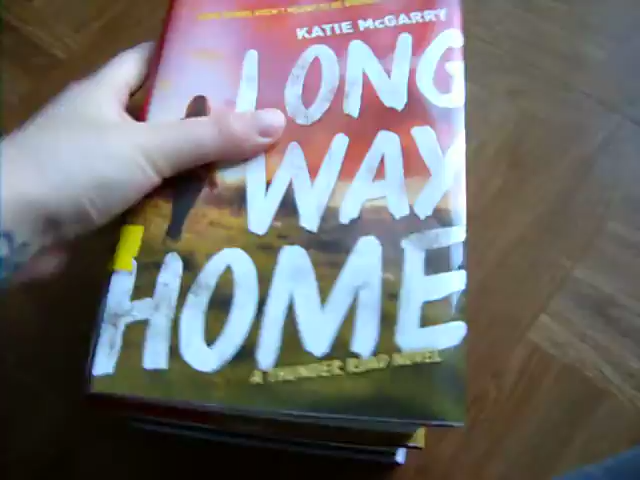 KATIE McGARRY
LONG
WAY
HOME
A THUNDER ROAD NOVEL